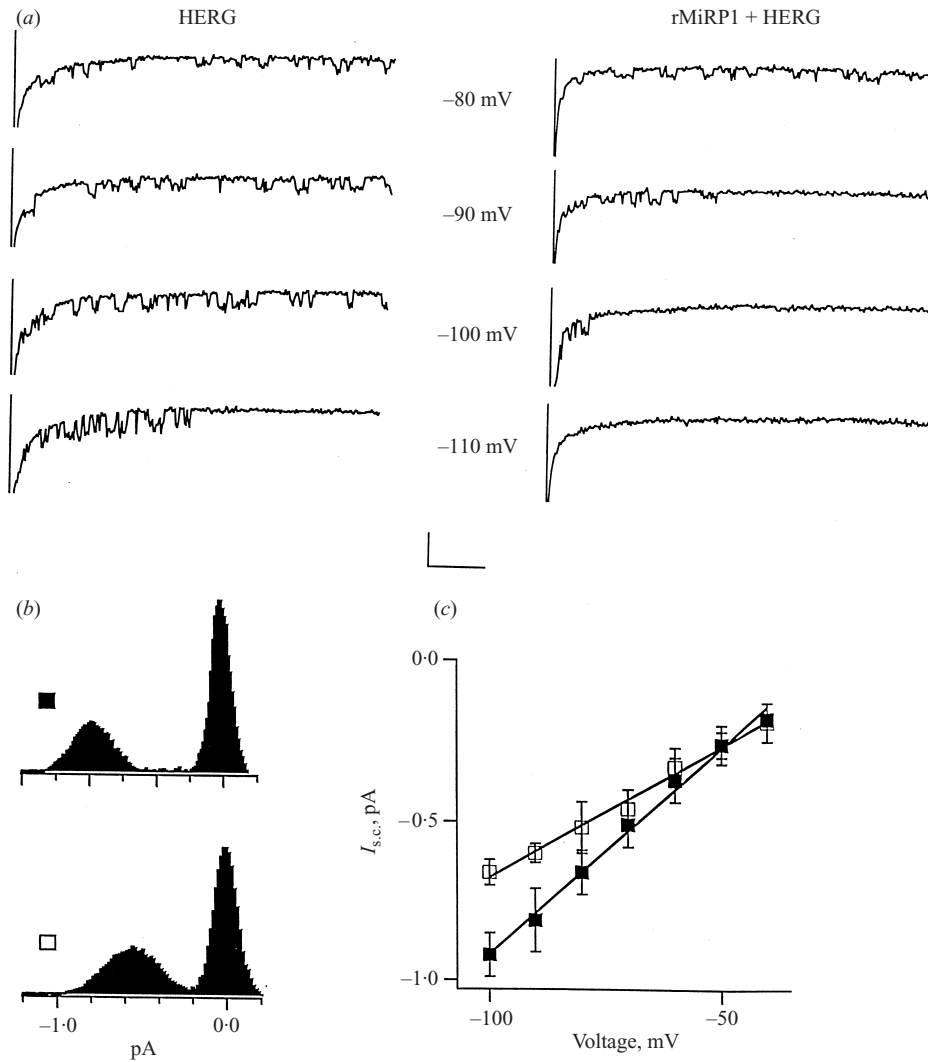 (a)
HERG
rMiRP1 + HERG
–80 mV
–90 mV
–100 mV
–110 mV
(b)
–1·0
0·0
pA
(c)
0·0
–0·5
–1·0
I s.c., pA
–100
–50
Voltage, mV